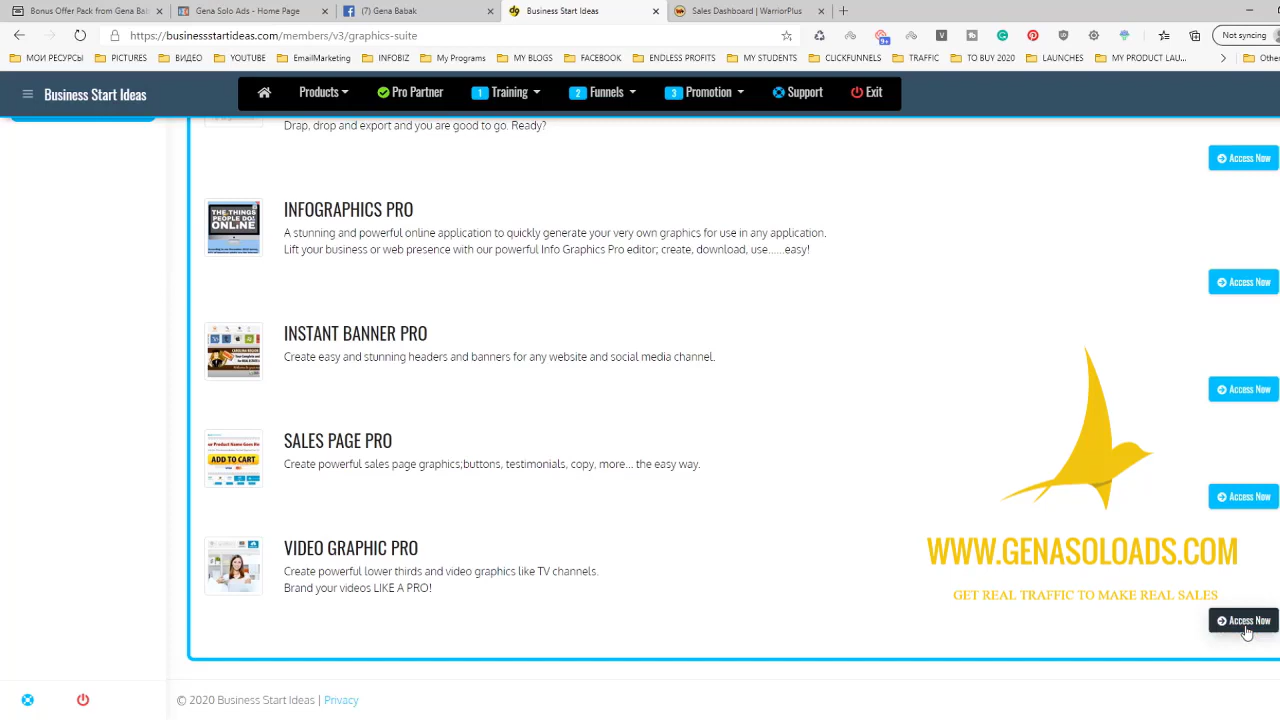 Bonus Offer Pack from Gena Bab
Gena Solo Ads - Home Page
(7) Gena Babak
Business Start Ideas
Sales Dashboard | WarriorPlus
https://businessstartideas.com/members/v3/graphics-suite
9+
Not syncing
МОИ РЕСУРСЫ
PICTURES
ВИДЕО
YOUTUBE
EmailMarketing
INFOBIZ
My Programs
MY BLOGS
FACEBOOK
ENDLESS PROFITS
MY STUDENTS
CLICKFUNNELS
TRAFFIC
TO BUY 2020
LAUNCHES
MY PRODUCT LAU...
Othe
Business Start Ideas
Products
Pro Partner
1 Training
2 Funnels
3 Promotion
Support
Exit
Drap, drop and export and you are good to go. Ready?
Access Now
INFOGRAPHICS PRO
THE THINGS
PEOPLE DO
ONLINE
A stunning and powerful online application to quickly generate your very own graphics for use in any application.
Lift your business or web presence with our powerful Info Graphics Pro editor; create, download, use......easy!
Access Now
INSTANT BANNER PRO
Create easy and stunning headers and banners for any website and social media channel.
Access Now
SALES PAGE PRO
ADD TO CART
Create powerful sales page graphics;buttons, testimonials, copy, more... the easy way.
Access Now
VIDEO GRAPHIC PRO
Create powerful lower thirds and video graphics like TV channels.
Brand your videos LIKE A PRO!
WWW.GENASOLOADS.COM
GET REAL TRAFFIC TO MAKE REAL SALES
Access Now
© 2020 Business Start Ideas | Privacy